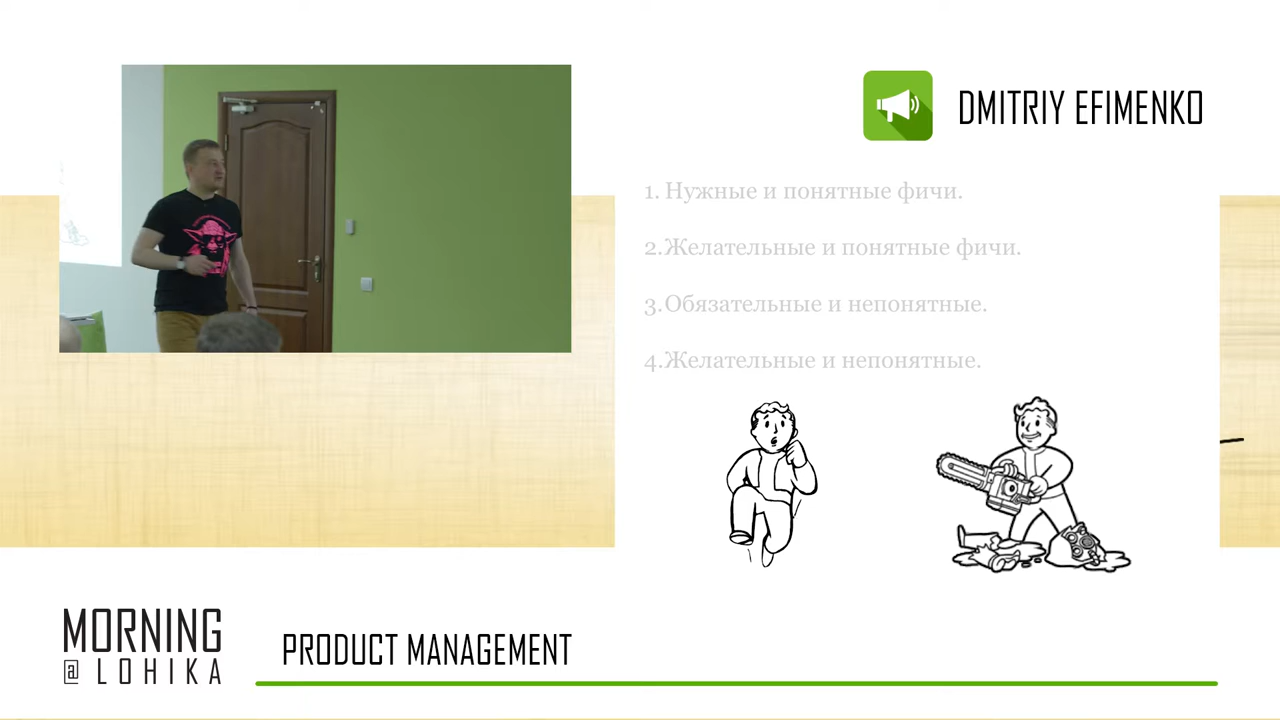 DMITRIY EFIMENKO
1. Нужные и понятные фичи.
2.Желательные и понятные фичи.
3.Обязательные и непонятные.
4.Желательные и непонятные.
MORNING
@ LOHIKA
PRODUCT MANAGEMENT